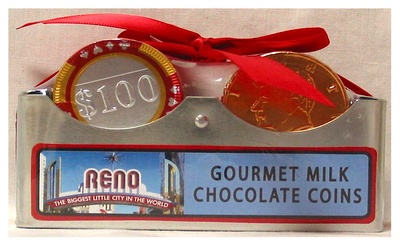 $100
RENO
THE BIGGEST LITTLE CITY IN THE WORLD
GOURMET MILK
CHOCOLATE COINS